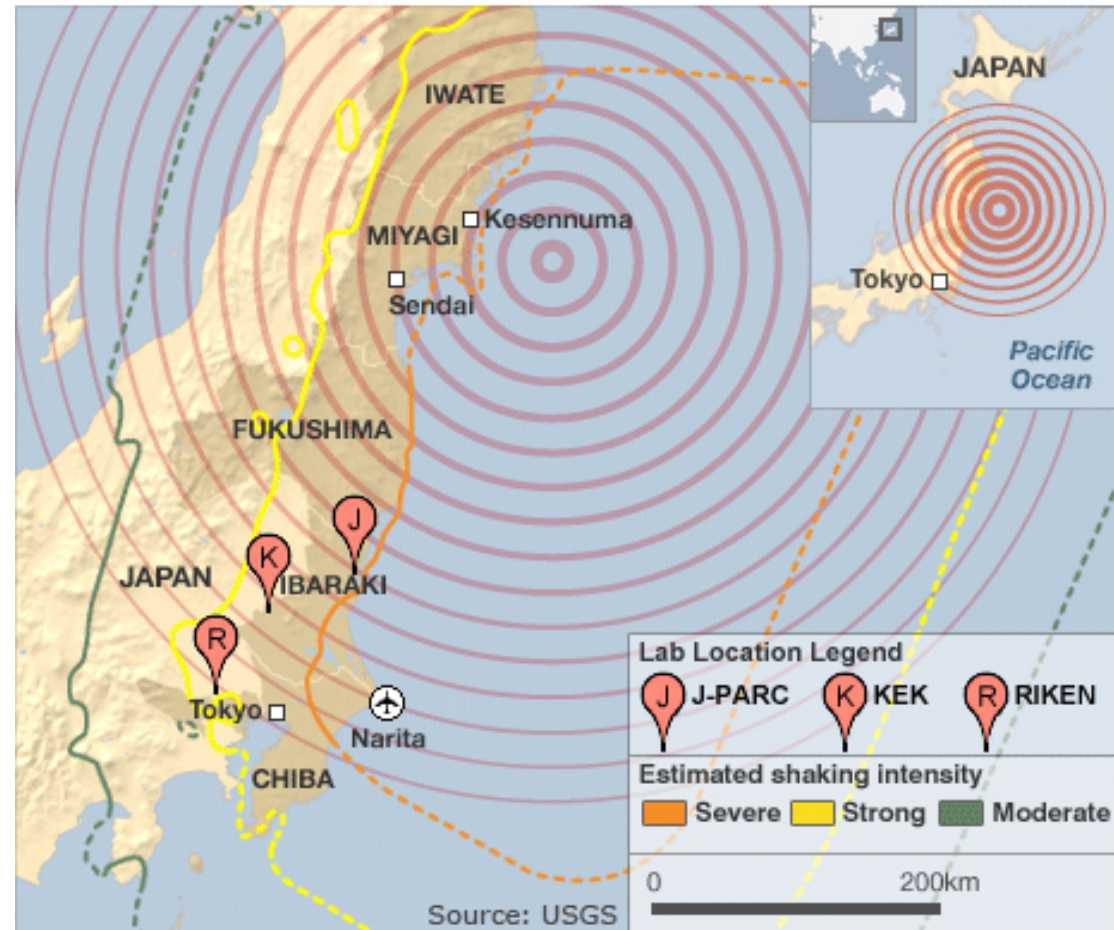 IWATE
JAPAN
Kesennuma
MIYAGI
Sendai
Tokyo
Pacific
Ocean
FUKUSHIMA
J
K
JAPAN
IBARAKI
R
Lab Location Legend
J J-PARC K KEK R RIKEN
Tokyo
Narita
Estimated shaking intensity
CHIBA
Severe Strong Moderate
0 200km
Source: USGS